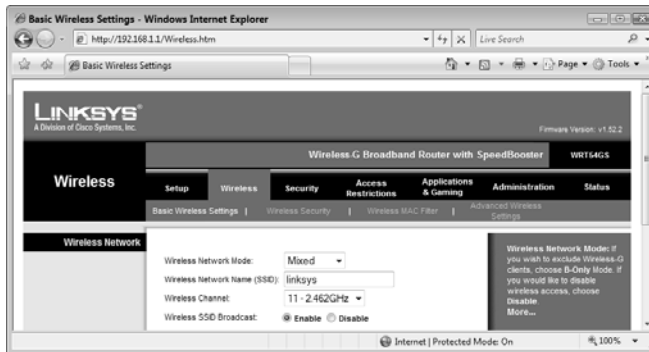 Basic Wireless Settings - Windows Internet Explorer
http://192.168.1.1/Wireless.htm
Live Search
Basic Wireless Settings
Page
Tools
LINKSYS®
A Division of Cisco Systems, Inc.
Firmware Version: v1.52.2
Wireless-G Broadband Router with SpeedBooster WRT54GS
Wireless
Setup Wireless Security Access Restrictions Applications & Gaming Administration Status
Basic Wireless Settings | Wireless Security | Wireless MAC Filter | Advanced Wireless Settings
Wireless Network
Wireless Network Mode: Mixed
Wireless Network Name (SSID): linksys
Wireless Channel: 11 - 2.462GHz
Wireless SSID Broadcast: Enable Disable
Wireless Network Mode: If
you wish to exclude Wireless-G
clients, choose B-Only Mode. If
you would like to disable
wireless access, choose
Disable.
More...
Internet | Protected Mode: On
100%